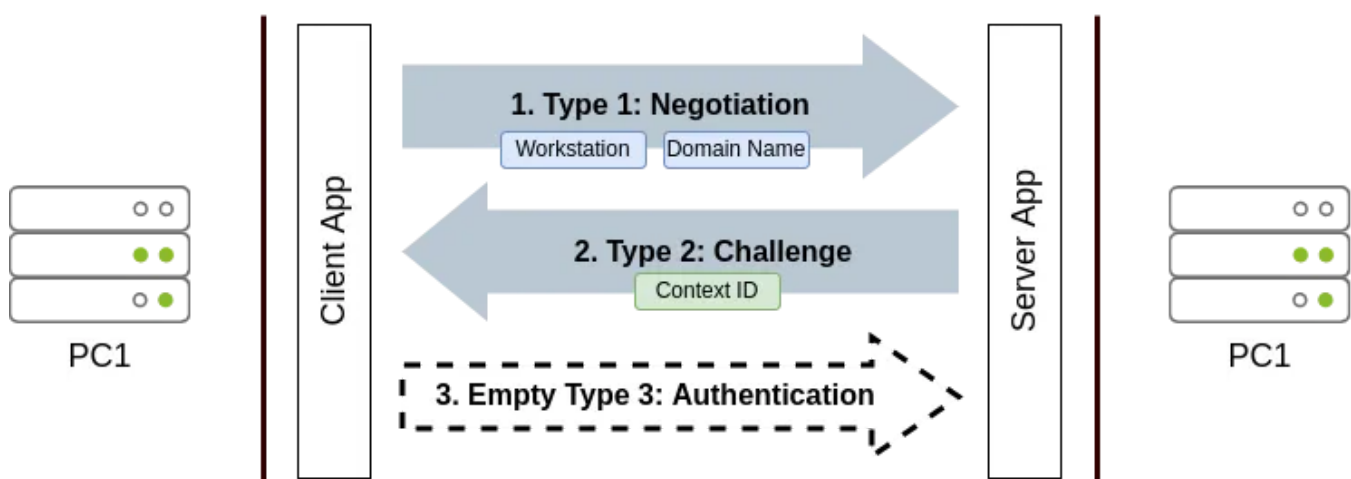 1. Type 1: Negotiation
Workstation
Domain Name
Client App
Server App
2. Type 2: Challenge
Context ID
PC1
PC1
3. Empty Type 3: Authentication